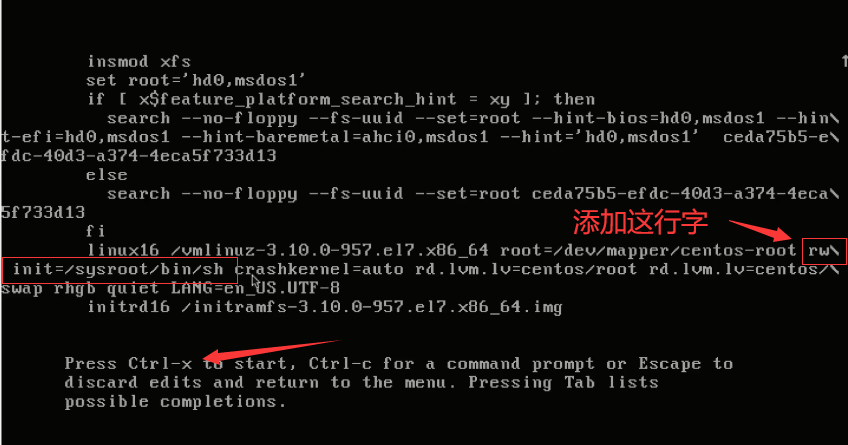 insmod xfs
set root='hd0,msdos1'
if [ x$feature_platform_search_hint = xy ]; then
search --no-floppy --fs-uuid --set=root --hint-bios=hd0,msdos1 --hin\
t-efi=hd0,msdos1 --hint-baremetal=ahci0,msdos1 --hint='hd0,msdos1'  ceda75b5-e\
fdc-40d3-a374-4eca5f733d13
else
search --no-floppy --fs-uuid --set=root ceda75b5-efdc-40d3-a374-4eca\
5f733d13
fi
添加这行字
linux16 /vmlinuz-3.10.0-957.el7.x86_64 root=/dev/mapper/centos-root rw\
init=/sysroot/bin/sh crashkernel=auto rd.lvm.lv=centos/root rd.lvm.lv=centos/\
swap rhgb quiet LANG=en_US.UTF-8
initrd16 /initramfs-3.10.0-957.el7.x86_64.img
Press Ctrl-x to start, Ctrl-c for a command prompt or Escape to
discard edits and return to the menu. Pressing Tab lists
possible completions.